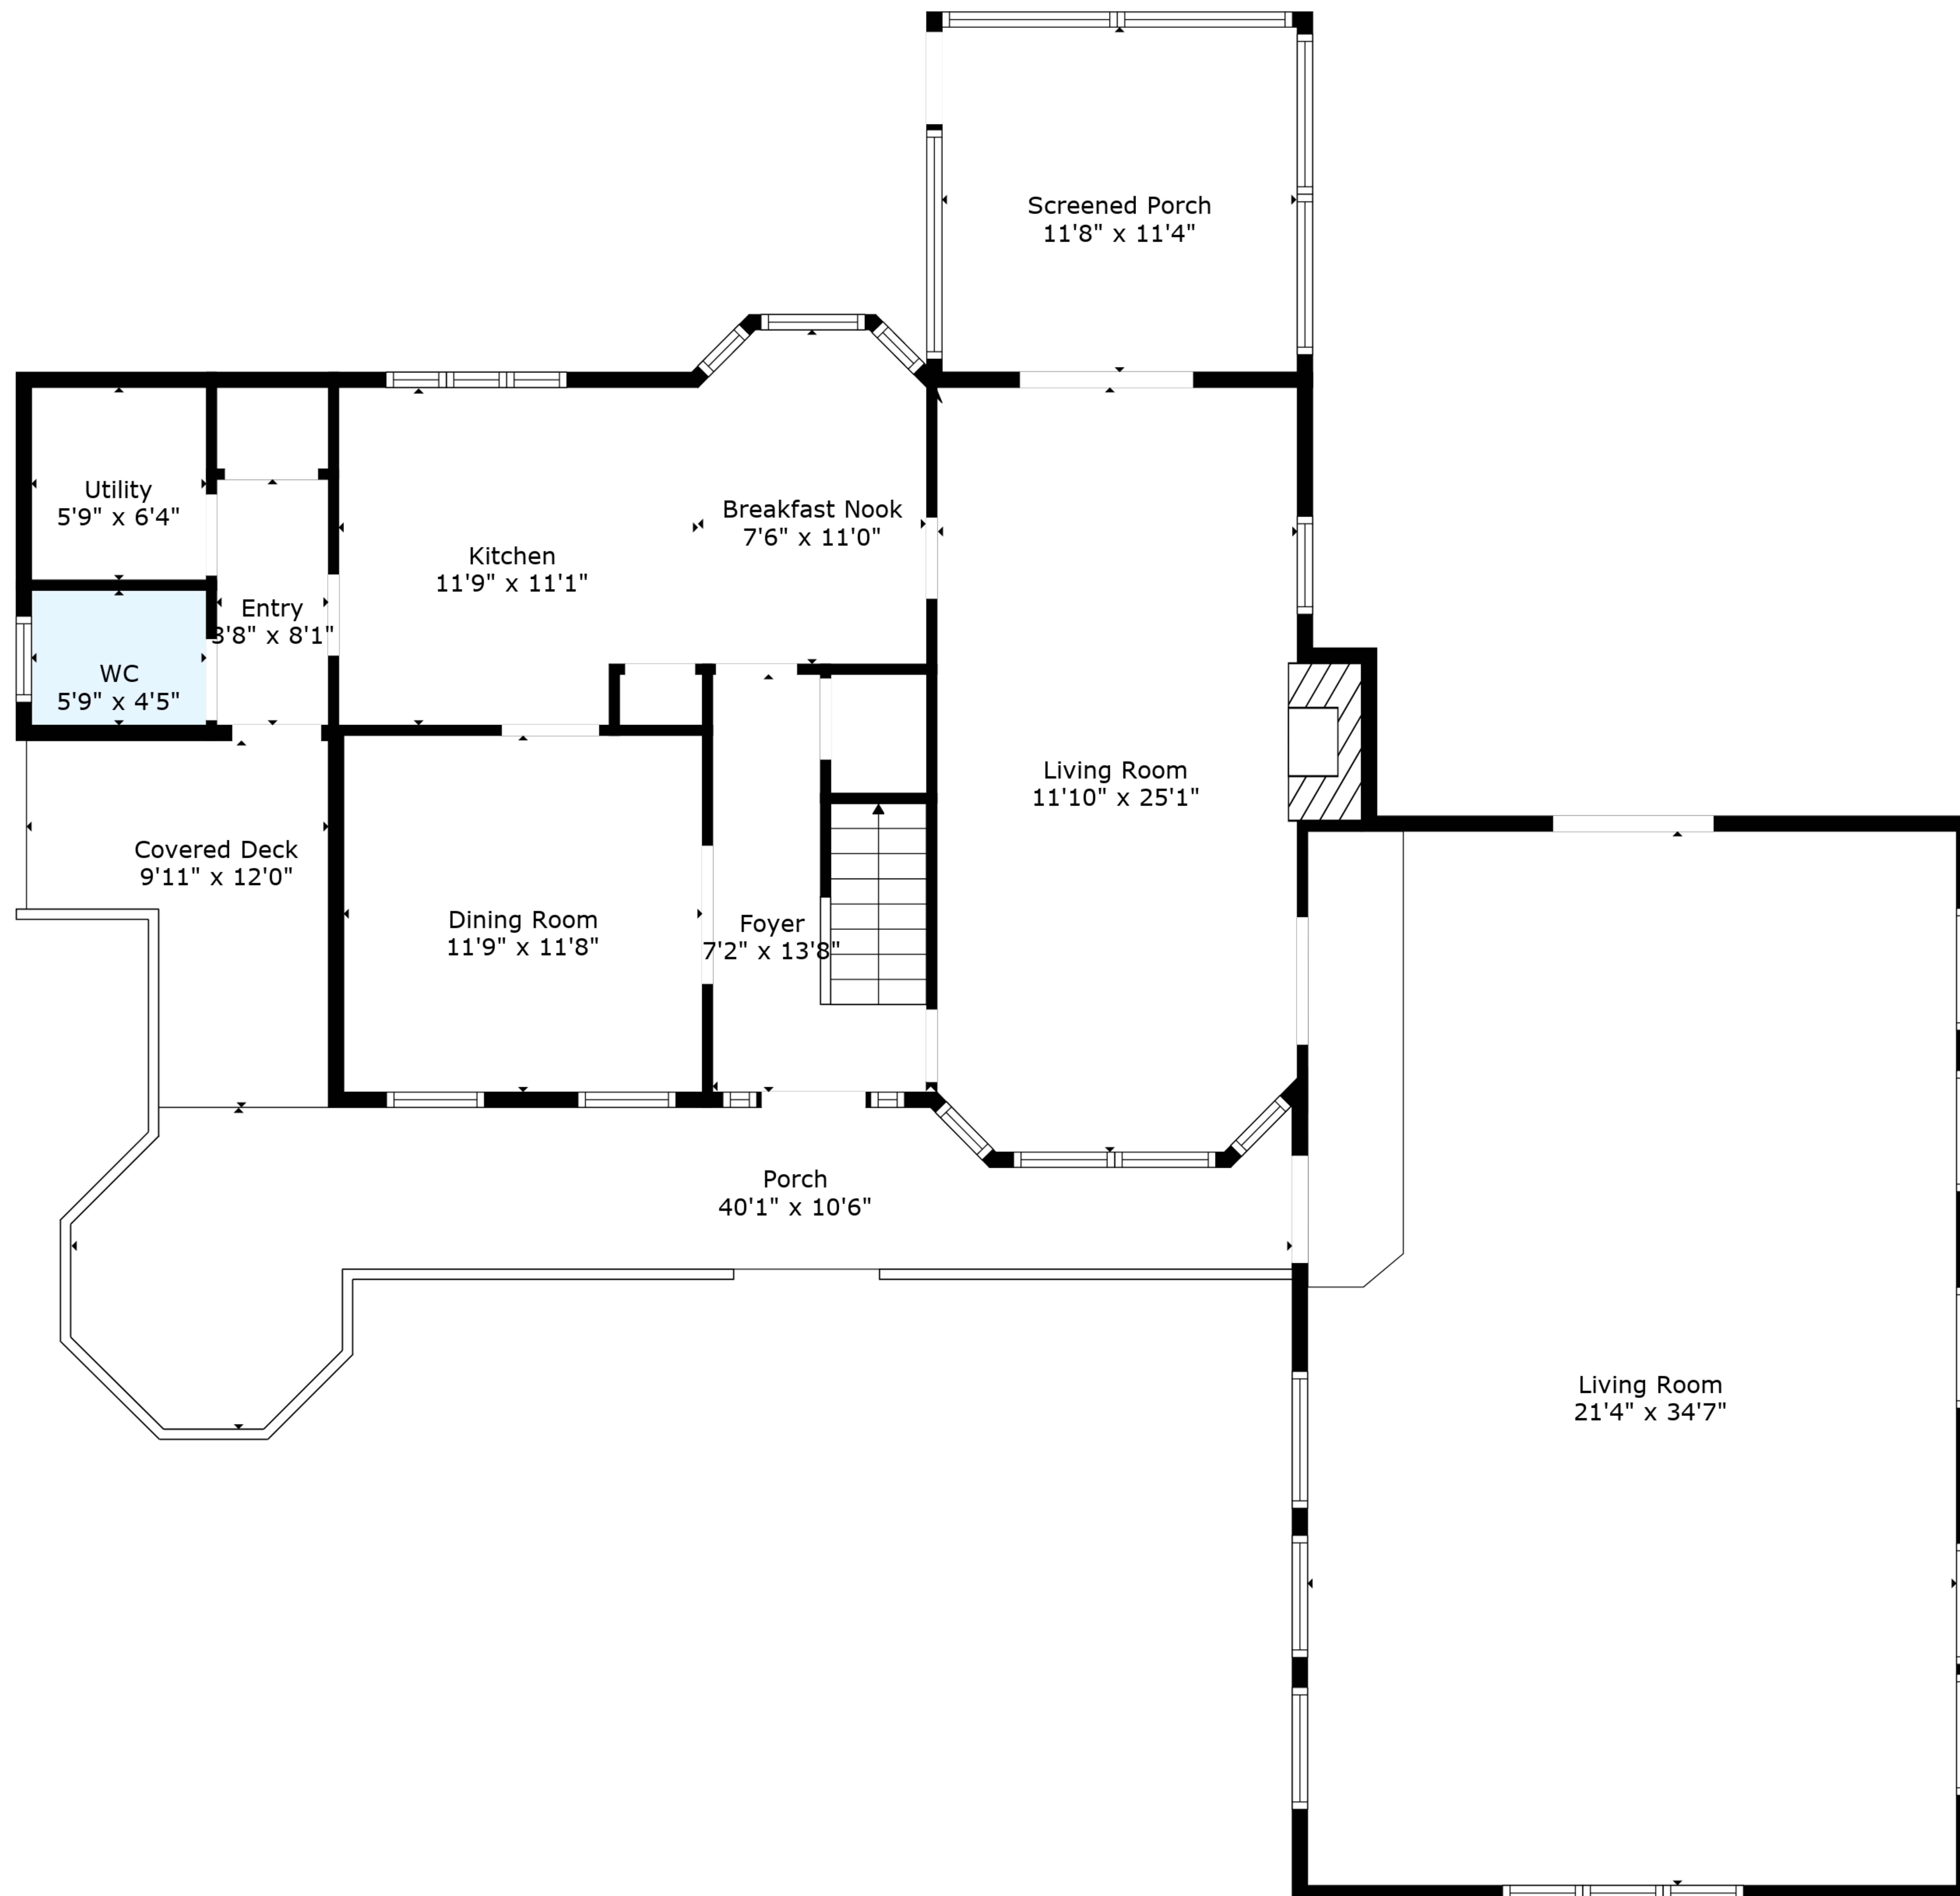 Screened Porch
11'8" x 11'4"
Utility
5'9" x 6'4"
Breakfast Nook
7'6" x 11'0"
Kitchen
11'9" x 11'1"
Entry
3'8" x 8'1"
WC
5'9" x 4'5"
Living Room
11'10" x 25'1"
Covered Deck
9'11" x 12'0"
Dining Room
11'9" x 11'8"
Foyer
7'2" x 13'8"
Porch
40'1" x 10'6"
Living Room
21'4" x 34'7"